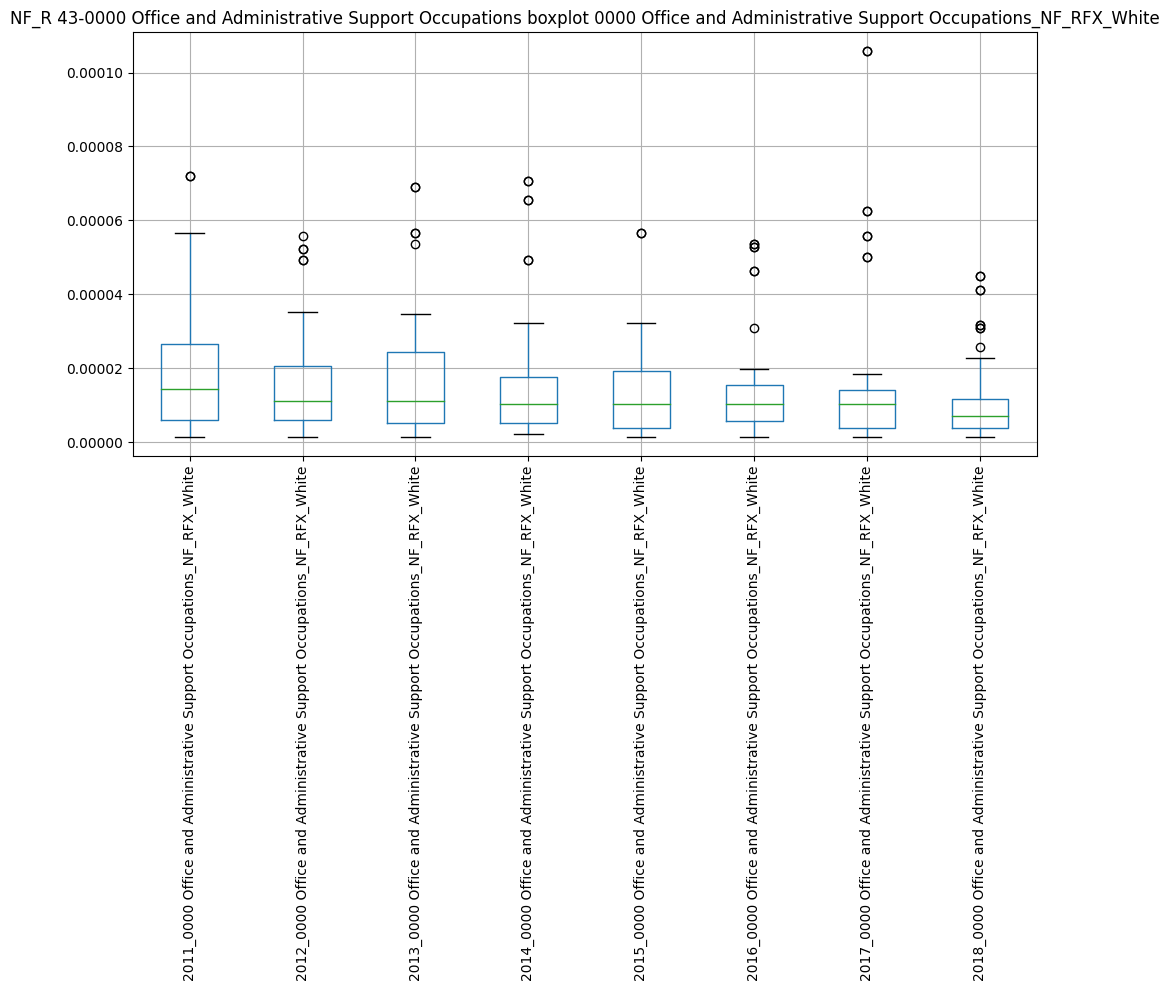 NF_R 43-0000 Office and Administrative Support Occupations boxplot 0000 Office and Administrative Support Occupations_NF_RFX_White
0.00010
0.00008
0.00006
0.00004
0.00002
0.00000
2011_0000 Office and Administrative Support Occupations_NF_RFX_White
2012_0000 Office and Administrative Support Occupations_NF_RFX_White
2013_0000 Office and Administrative Support Occupations_NF_RFX_White
2014_0000 Office and Administrative Support Occupations_NF_RFX_White
2015_0000 Office and Administrative Support Occupations_NF_RFX_White
2016_0000 Office and Administrative Support Occupations_NF_RFX_White
2017_0000 Office and Administrative Support Occupations_NF_RFX_White
2018_0000 Office and Administrative Support Occupations_NF_RFX_White